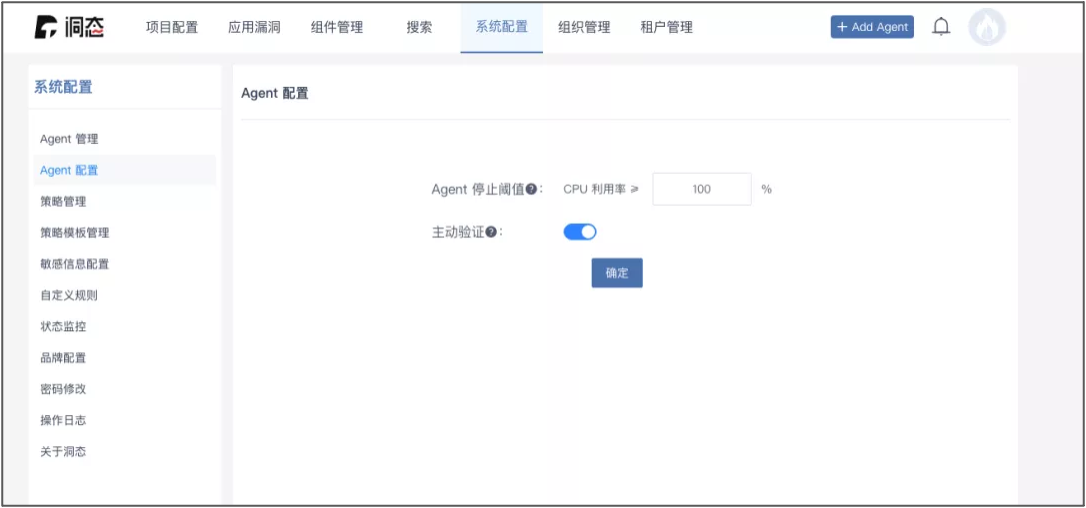 洞态 项目配置 应用漏洞 组件管理 搜索 系统配置 组织管理 租户管理 + Add Agent
系统配置
Agent 管理
Agent 配置
策略管理
策略模板管理
敏感信息配置
自定义规则
状态监控
品牌配置
密码修改
操作日志
关于洞态
Agent 配置
Agent 停止阈值?: CPU 利用率 ⩾ 100 %
主动验证?:
确定